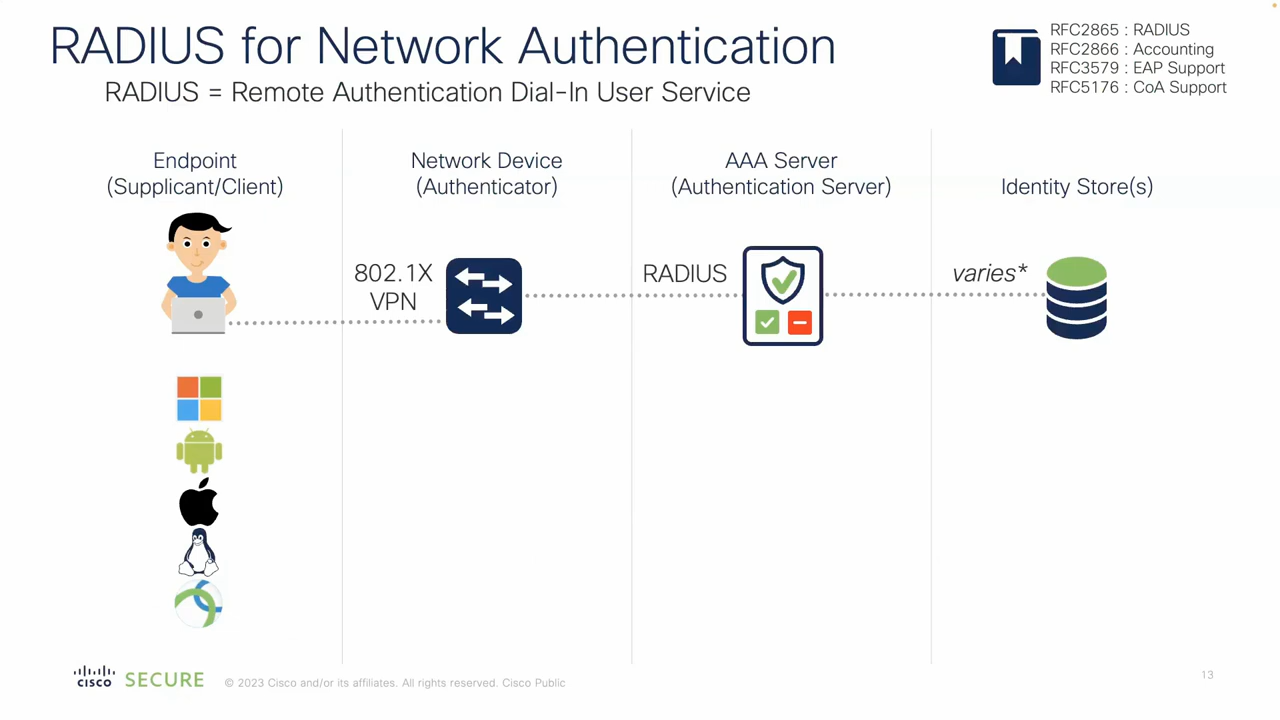 RADIUS for Network Authentication
RADIUS = Remote Authentication Dial-In User Service
RFC2865 : RADIUS
RFC2866 : Accounting
RFC3579 : EAP Support
RFC5176 : CoA Support
Endpoint
(Supplicant/Client)
Network Device
(Authenticator)
AAA Server
(Authentication Server)
Identity Store(s)
802.1X
VPN
RADIUS
varies*
CISCO SECURE
© 2023 Cisco and/or its affiliates. All rights reserved. Cisco Public
13